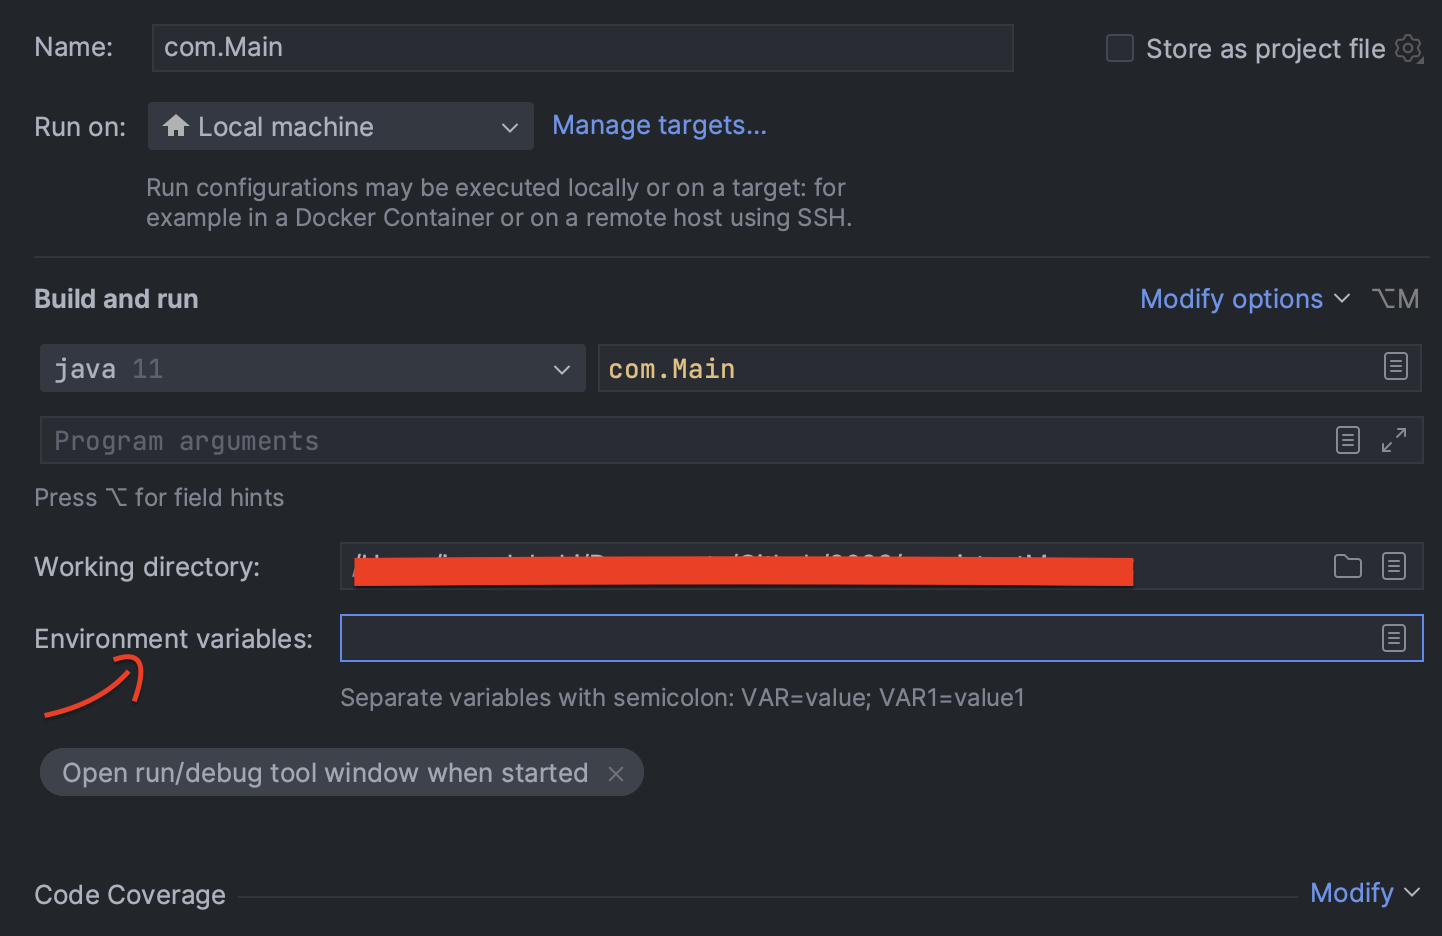 Name: com.Main Store as project file
Run on: Local machine Manage targets...
Run configurations may be executed locally or on a target: for
example in a Docker Container or on a remote host using SSH.
Build and run Modify options ⌥M
java 11 com.Main
Program arguments
Press ⌥ for field hints
Working directory:
Environment variables:
Separate variables with semicolon: VAR=value; VAR1=value1
Open run/debug tool window when started
Code Coverage Modify